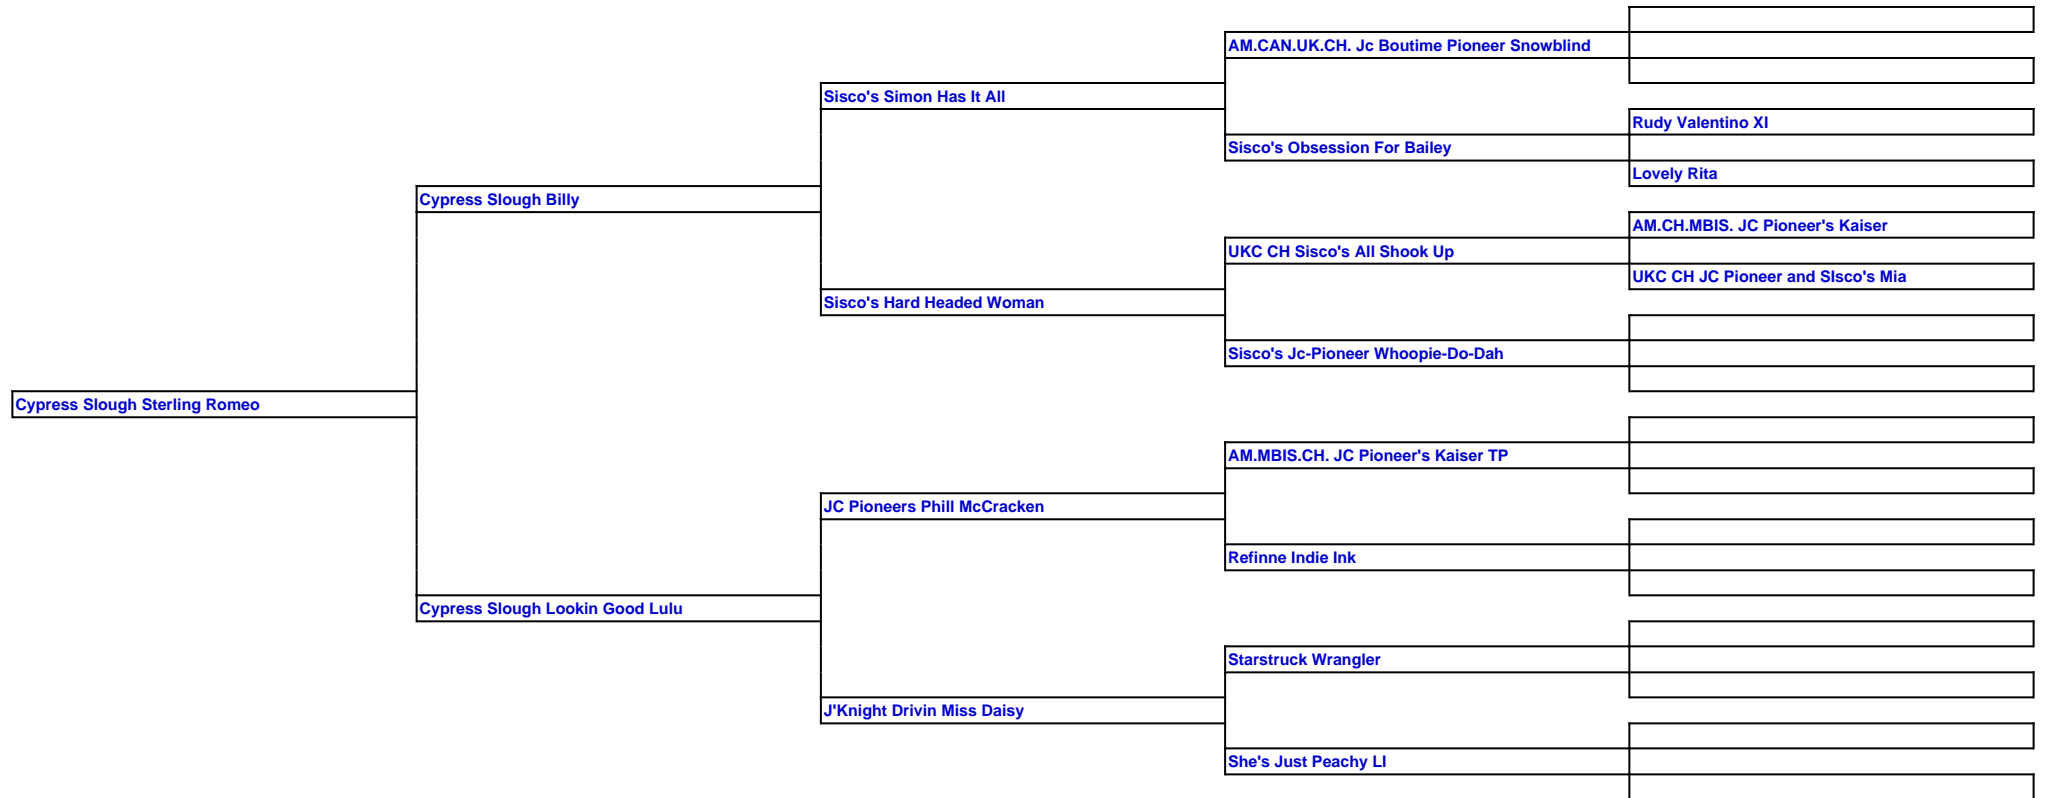 AM.CAN.UK.CH. Jc Boutime Pioneer Snowblind
Sisco's Simon Has It All
Rudy Valentino XI
Sisco's Obsession For Bailey
Lovely Rita
Cypress Slough Billy
AM.CH.MBIS. JC Pioneer's Kaiser
UKC CH Sisco's All Shook Up
UKC CH JC Pioneer and SIsco's Mia
Sisco's Hard Headed Woman
Sisco's Jc-Pioneer Whoopie-Do-Dah
Cypress Slough Sterling Romeo
AM.MBIS.CH. JC Pioneer's Kaiser TP
JC Pioneers Phill McCracken
Refinne Indie Ink
Cypress Slough Lookin Good Lulu
Starstruck Wrangler
J'Knight Drivin Miss Daisy
She's Just Peachy LI